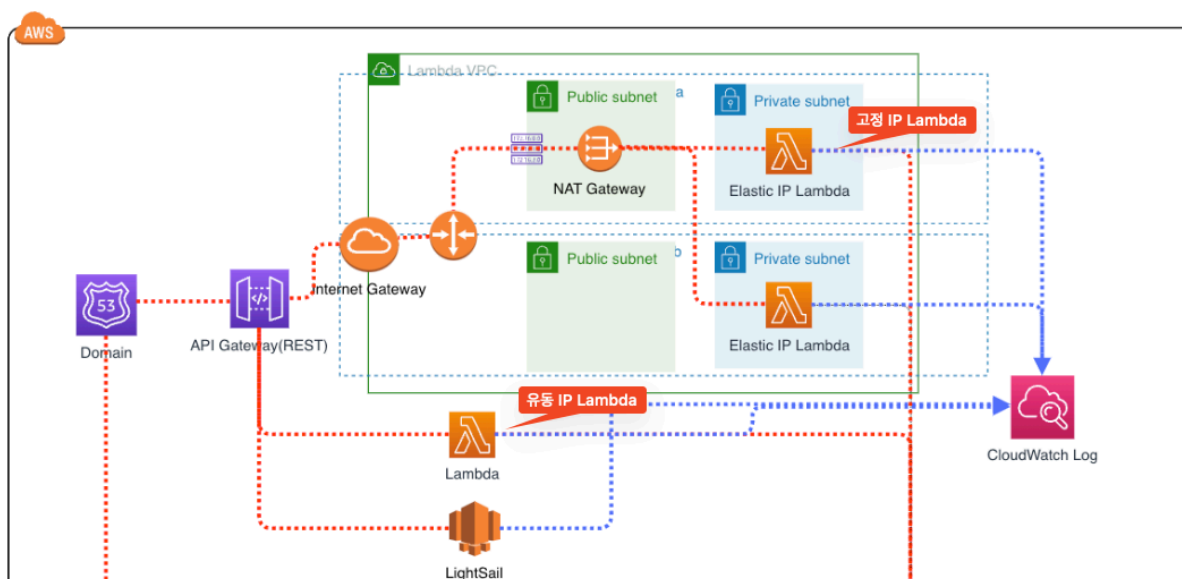 AWS
Lambda VPC
Public subnet
a
Private subnet
고정 IP Lambda
NAT Gateway
Elastic IP Lambda
Public subnet
b
Private subnet
Internet Gateway
53
Domain
API Gateway(REST)
Elastic IP Lambda
유동 IP Lambda
Lambda
CloudWatch Log
LightSail